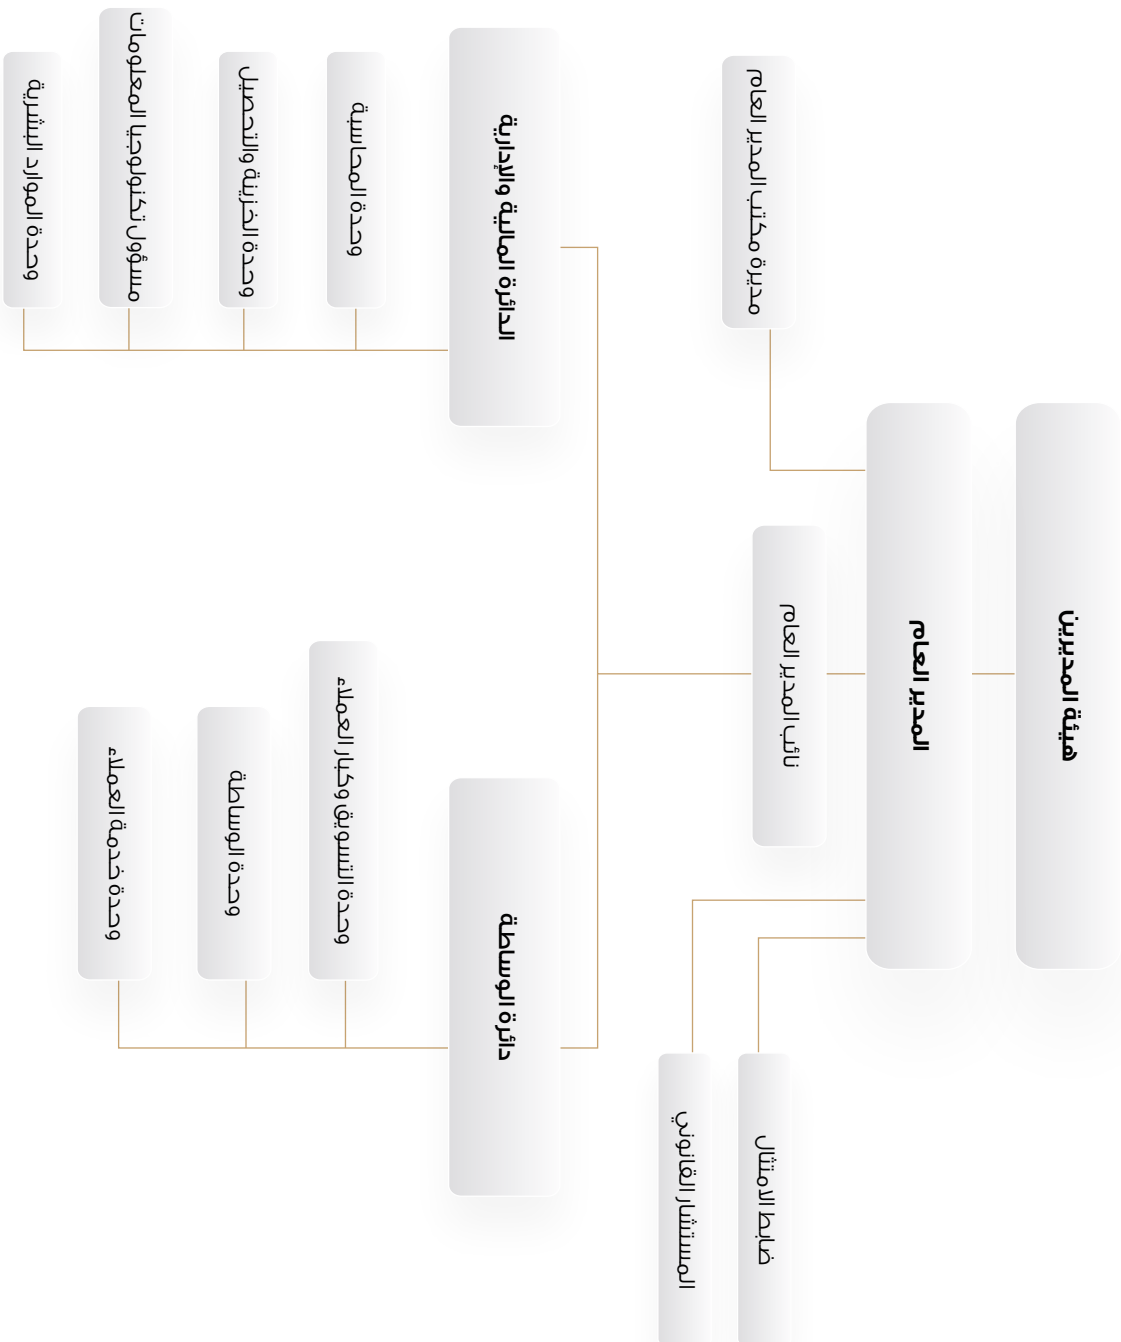 هيئة المديرين
المدير العام
مديرة مكتب المدير العام
نائب المدير العام
ضابط الامتثال
المستشار القانوني
الدائرة المالية والإدارية
دائرة الوساطة
وحدة المحاسبة
وحدة الخزينة والتحصيل
مسؤول تكنولوجيا المعلومات
وحدة الموارد البشرية
وحدة التسويق وكبار العملاء
وحدة الوساطة
وحدة خدمة العملاء